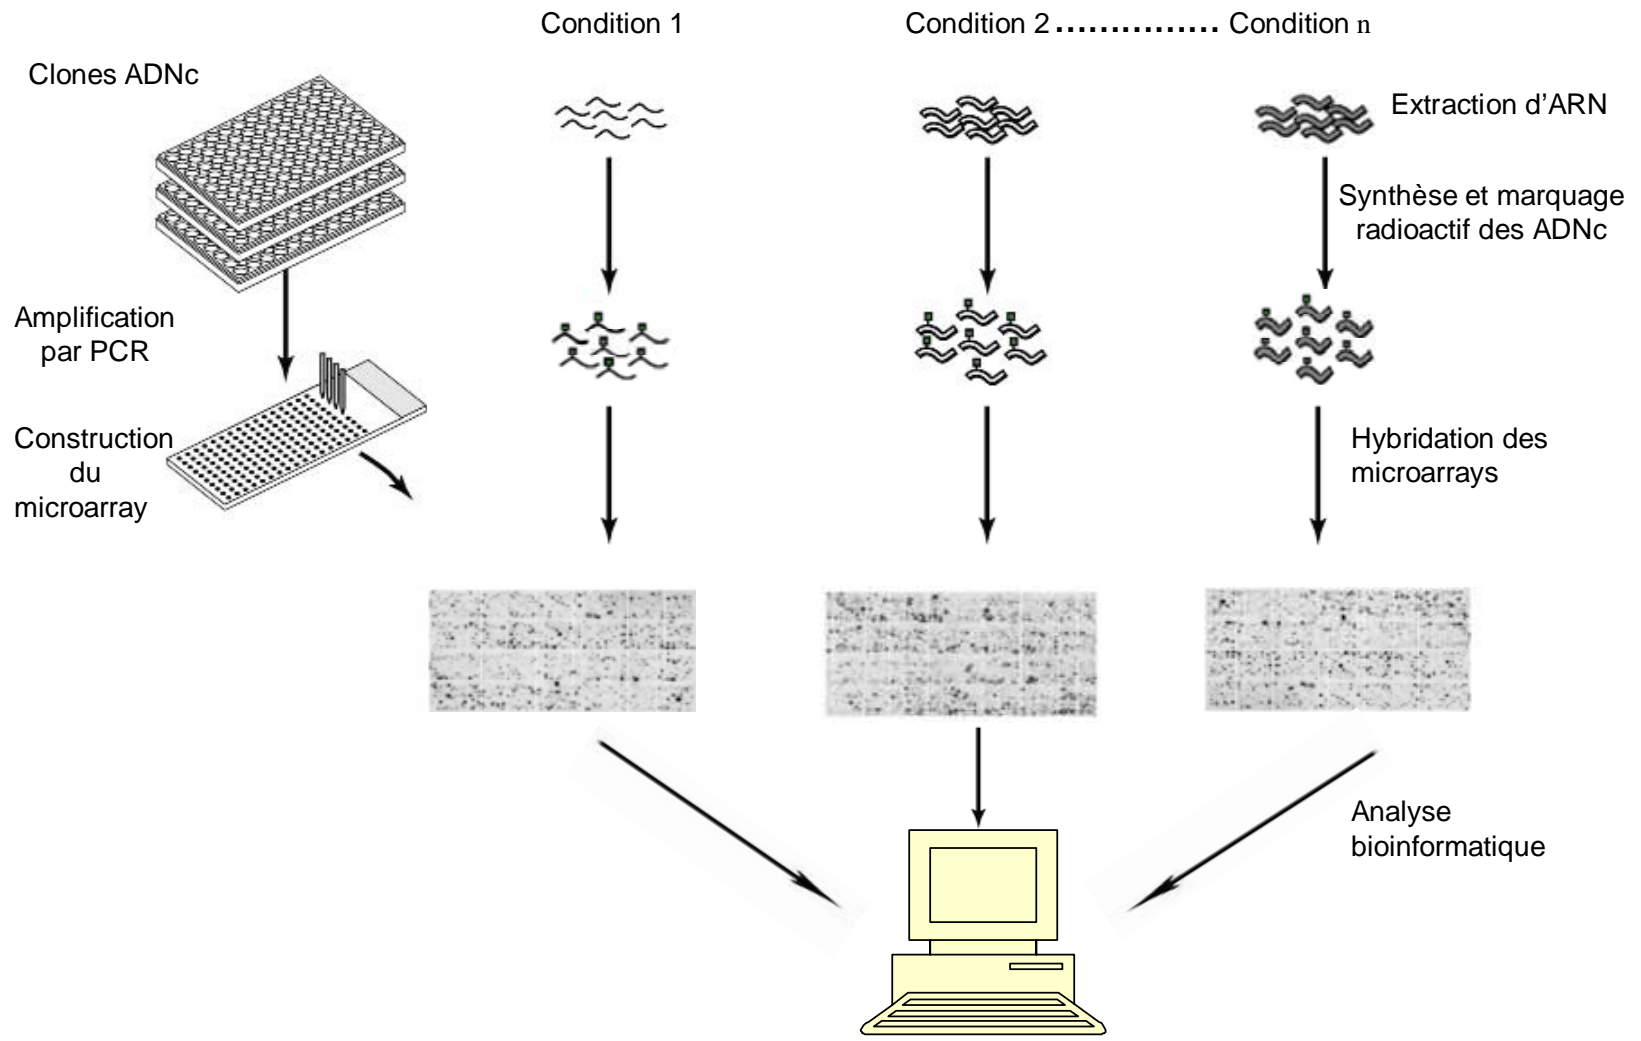 Condition 1
Condition 2 ............... Condition n
Clones ADNc
Extraction d’ARN
Synthèse et marquage
radioactif des ADNc
Amplification
par PCR
Construction
du
microarray
Hybridation des
microarrays
Analyse
bioinformatique